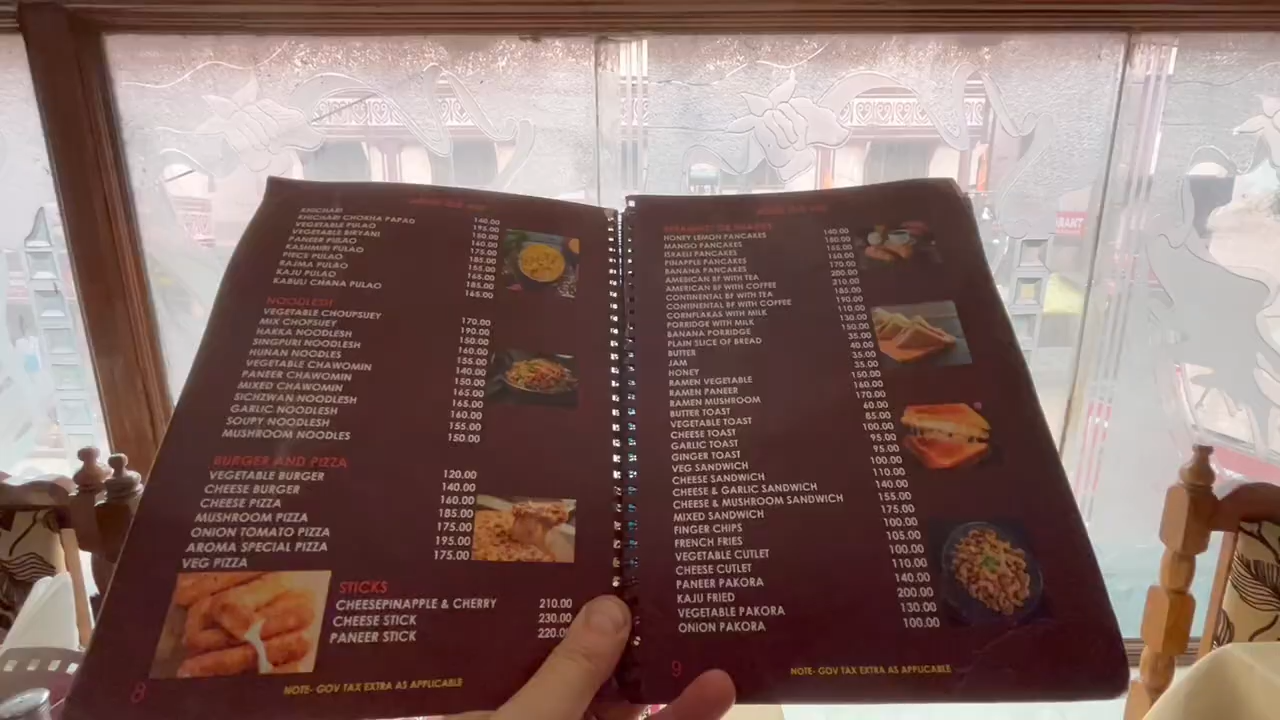 KHICHARI
KHICHARI CHOKHA PAPAD 140.00
VEGETABLE PULAO 195.00
VEGETABLE BIRYANI 150.00
PANEER PULAO 160.00
KASHMIRI PULAO 175.00
PIECE PULAO 185.00
RAJMA PULAO 155.00
KAJU PULAO 165.00
KABULI CHANA PULAO 185.00
165.00
NOODLESH
VEGETABLE CHOUPSUEY
MIX CHOPSUEY 170.00
HAKKA NOODLESH 190.00
SINGPURI NOODLESH 150.00
HUNAN NOODLES 160.00
VEGETABLE CHAWOMIN 155.00
PANEER CHAWOMIN 140.00
MIXED CHAWOMIN 150.00
SICHZWAN NOODLESH 165.00
GARLIC NOODLESH 165.00
SOUPY NOODLESH 160.00
MUSHROOM NOODLES 155.00
150.00
BURGER AND PIZZA
VEGETABLE BURGER 120.00
CHEESE BURGER 140.00
CHEESE PIZZA 160.00
MUSHROOM PIZZA 185.00
ONION TOMATO PIZZA 175.00
AROMA SPECIAL PIZZA 195.00
VEG PIZZA 175.00
STICKS
CHEESEPINAPPLE & CHERRY 210.00
CHEESE STICK 230.00
PANEER STICK 220.00
8
NOTE- GOV TAX EXTRA AS APPLICABLE
HONEY LEMON PANCAKES 140.00
MANGO PANCAKES 180.00
ISRAELI PANCAKES 165.00
PINAPPLE PANCAKES 160.00
BANANA PANCAKES 170.00
AMERICAN BF WITH TEA 200.00
AMERICAN BF WITH COFFEE 210.00
CONTINENTAL BF WITH TEA 185.00
CONTINENTAL BF WITH COFFEE 190.00
CORNFLAKAS WITH MILK 110.00
PORRIDGE WITH MILK 130.00
BANANA PORRIDGE 150.00
PLAIN SLICE OF BREAD 35.00
BUTTER 40.00
JAM 35.00
HONEY 35.00
RAMEN VEGETABLE 150.00
RAMEN PANEER 160.00
RAMEN MUSHROOM 170.00
BUTTER TOAST 60.00
VEGETABLE TOAST 85.00
CHEESE TOAST 100.00
GARLIC TOAST 95.00
GINGER TOAST 95.00
VEG SANDWICH 100.00
CHEESE SANDWICH 110.00
CHEESE & GARLIC SANDWICH 140.00
CHEESE & MUSHROOM SANDWICH 155.00
MIXED SANDWICH 175.00
FINGER CHIPS 100.00
FRENCH FRIES 105.00
VEGETABLE CUTLET 100.00
CHEESE CUTLET 110.00
PANEER PAKORA 140.00
KAJU FRIED 200.00
VEGETABLE PAKORA 130.00
ONION PAKORA 100.00
9
NOTE- GOV TAX EXTRA AS APPLICABLE